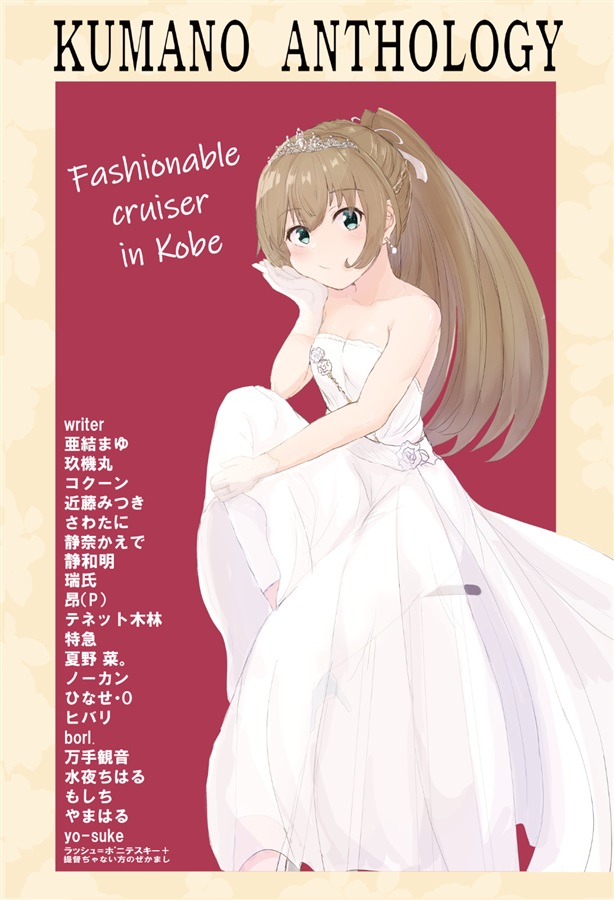 KUMANO ANTHOLOGY
Fashionable
cruiser
in Kobe
writer
亜結まゆ
玖機丸
コクーン
近藤みつき
さわたに
静奈かえで
静和明
瑞氏
昂(P)
テネット木林
特急
夏野 菜。
ノーカン
ひなせ・O
ヒバリ
borl.
万手観音
水夜ちはる
もしち
やまはる
yo-suke
ラッシュ=ボニテスキー+
提督ぢゃない方のぜかまし